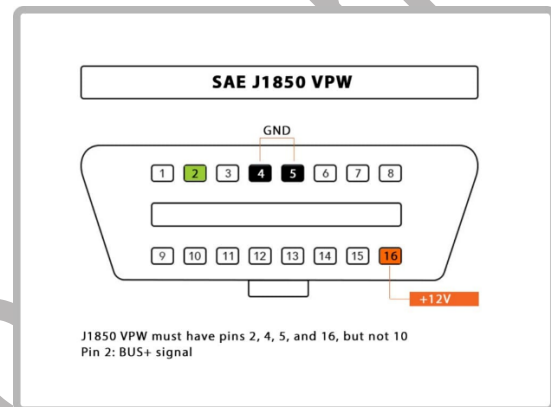 SAE J1850 VPW
GND
1 2 3 4 5 6 7 8
9 10 11 12 13 14 15 16
+12V
J1850 VPW must have pins 2, 4, 5, and 16, but not 10
Pin 2: BUS+ signal